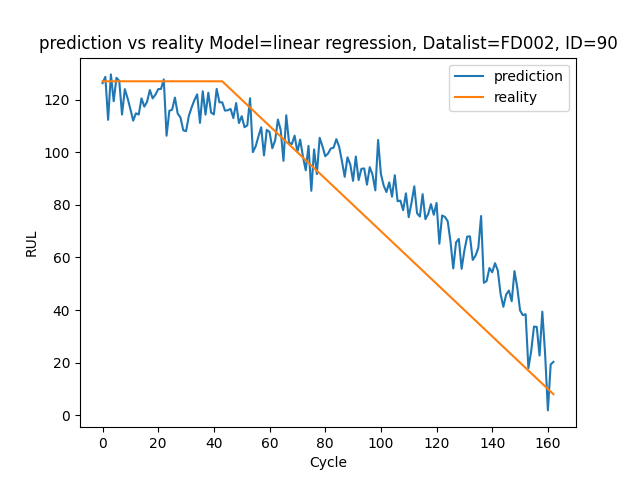 prediction vs reality Model=linear regression, Datalist=FD002, ID=90
prediction
reality
120
100
80
60
40
20
0
RUL
0 20 40 60 80 100 120 140 160
Cycle